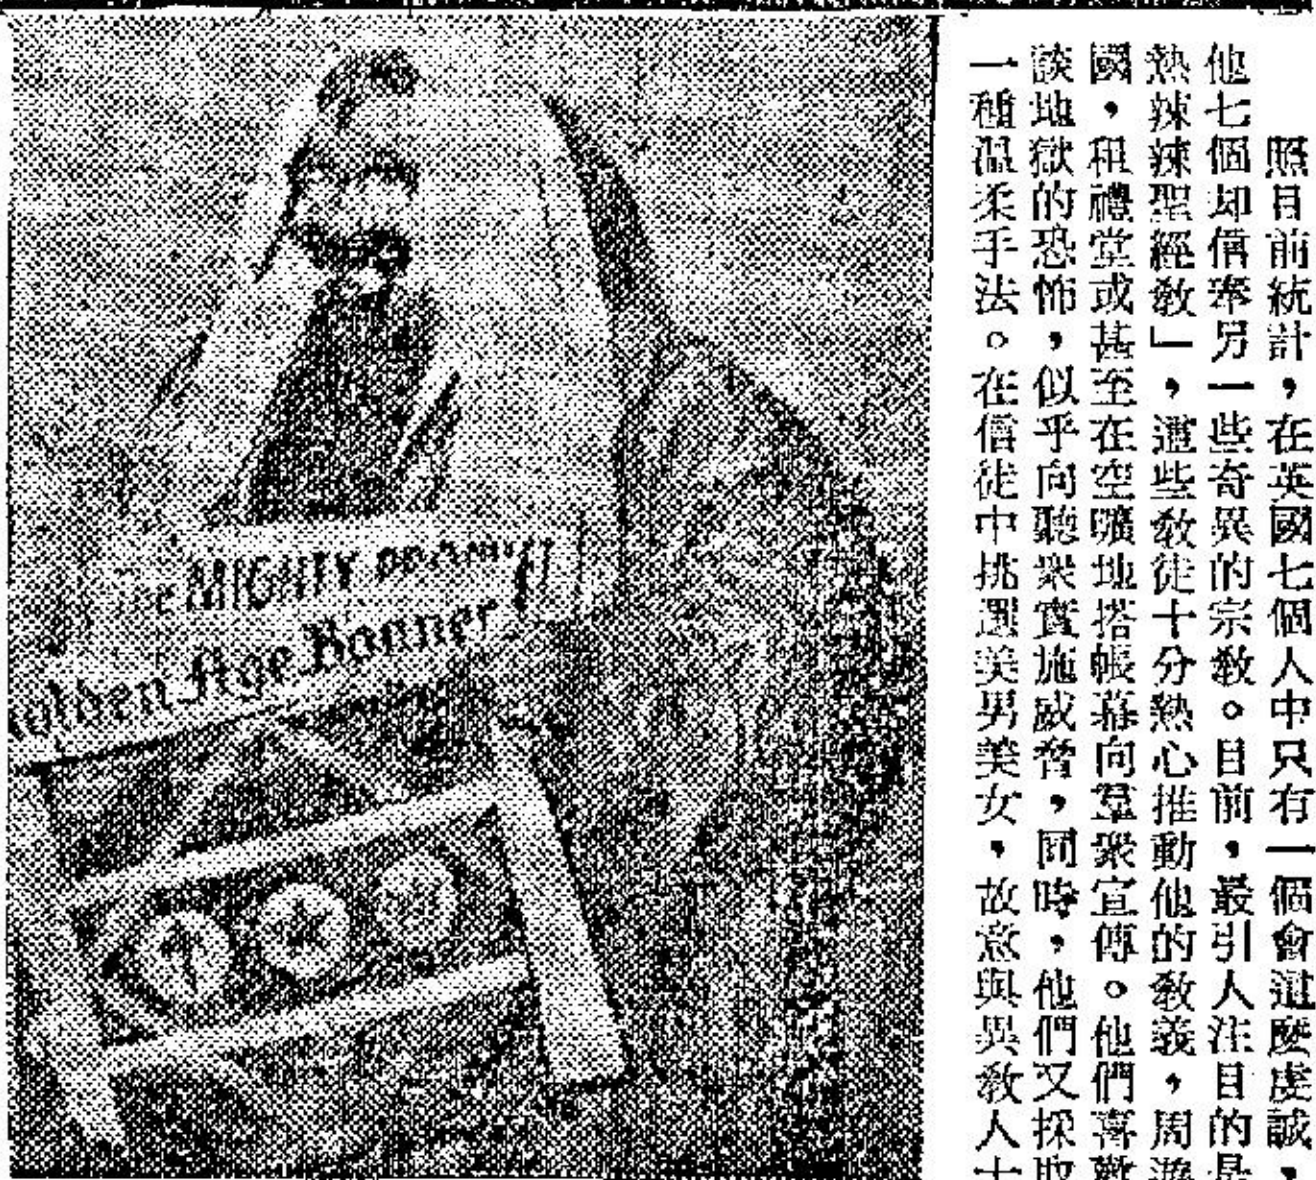 照目前統計，在英國七個人中只有一個會這麼虔誠，
他七個却信奉另一些奇異的宗教。目前，最引人注目的是
熱辣辣聖經教」，這些教徒十分熱心推動他的教義，周游
國，租禮堂或甚至在空曠地搭帳幕向羣衆宣傳。他們喜歡
談地獄的恐怖，似乎向聽衆實施威脅，同時，他們又採取
一種溫柔手法。在信徒中挑選美男美女，故意與異教人士
MIGHTY
Golden Age Banner